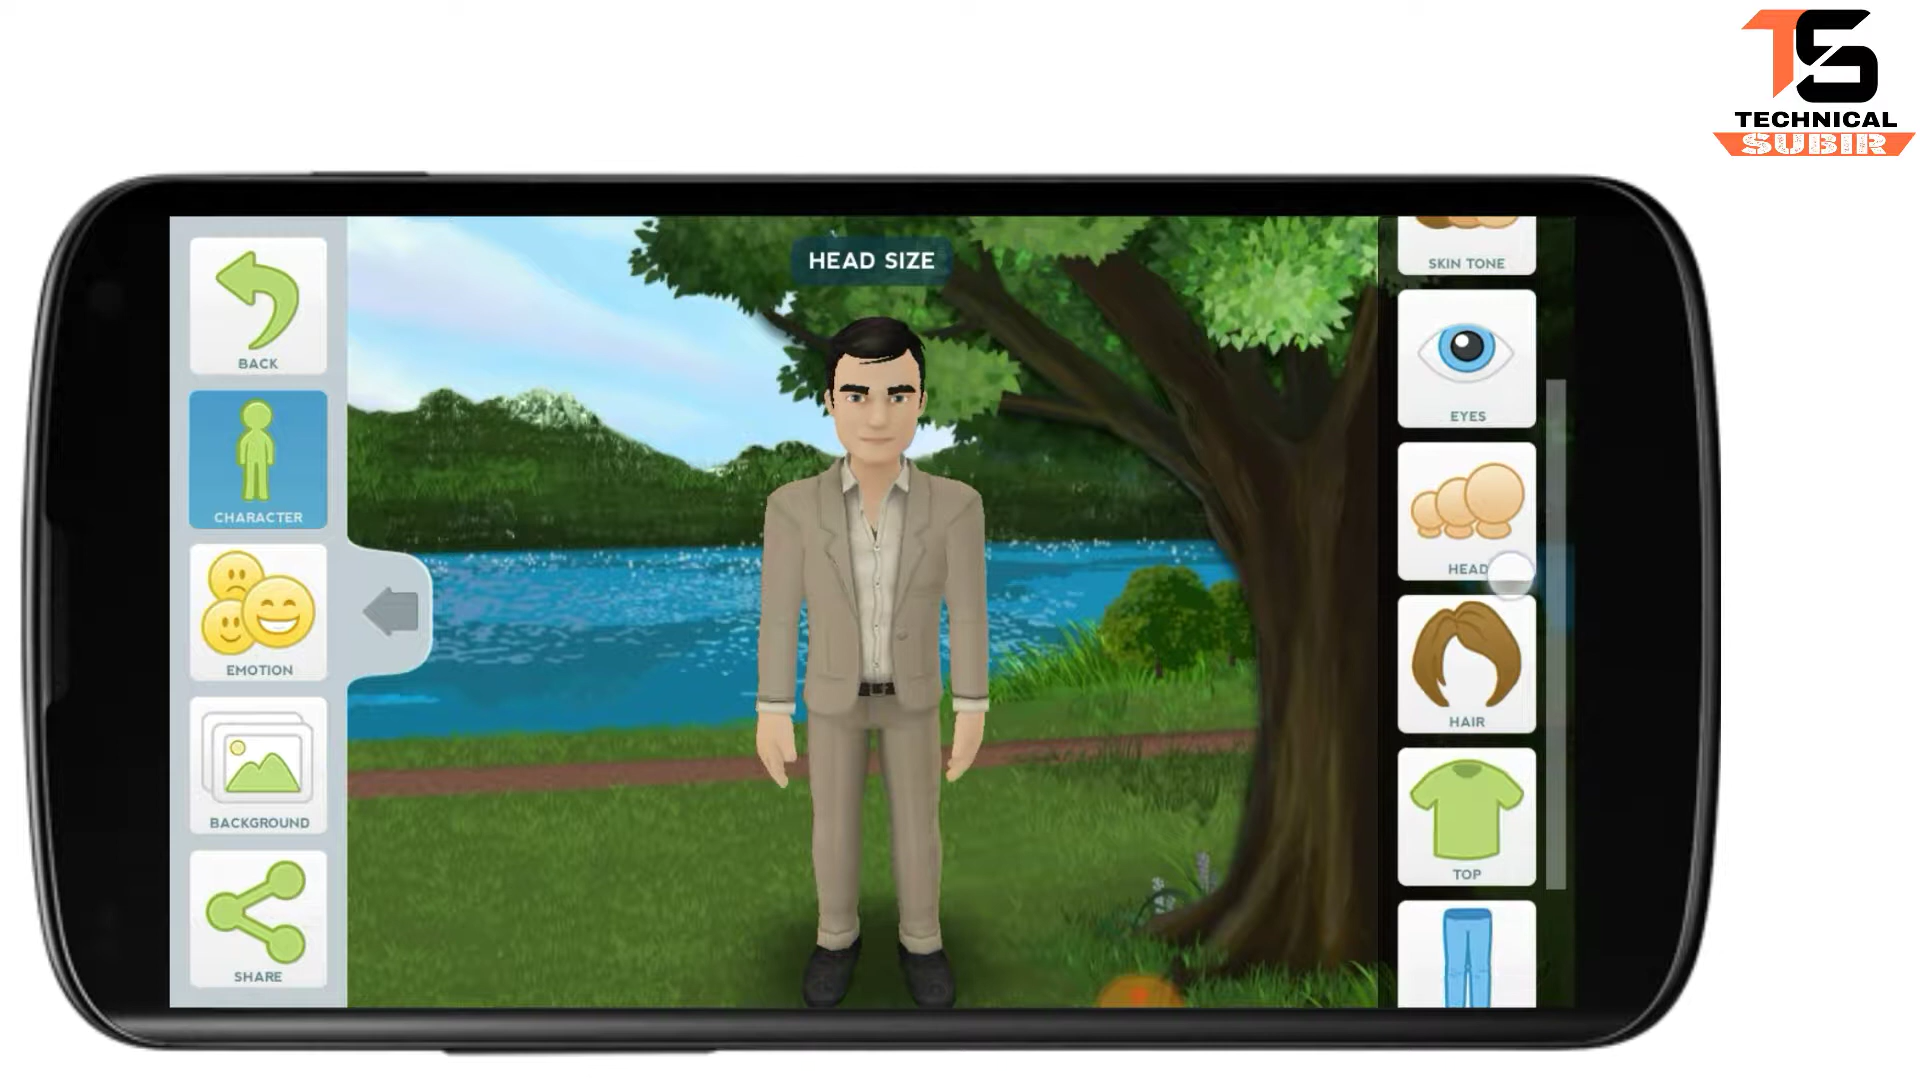 TS
TECHNICAL
SUBIR
HEAD SIZE
BACK
CHARACTER
EMOTION
BACKGROUND
SHARE
SKIN TONE
EYES
HEAD
HAIR
TOP